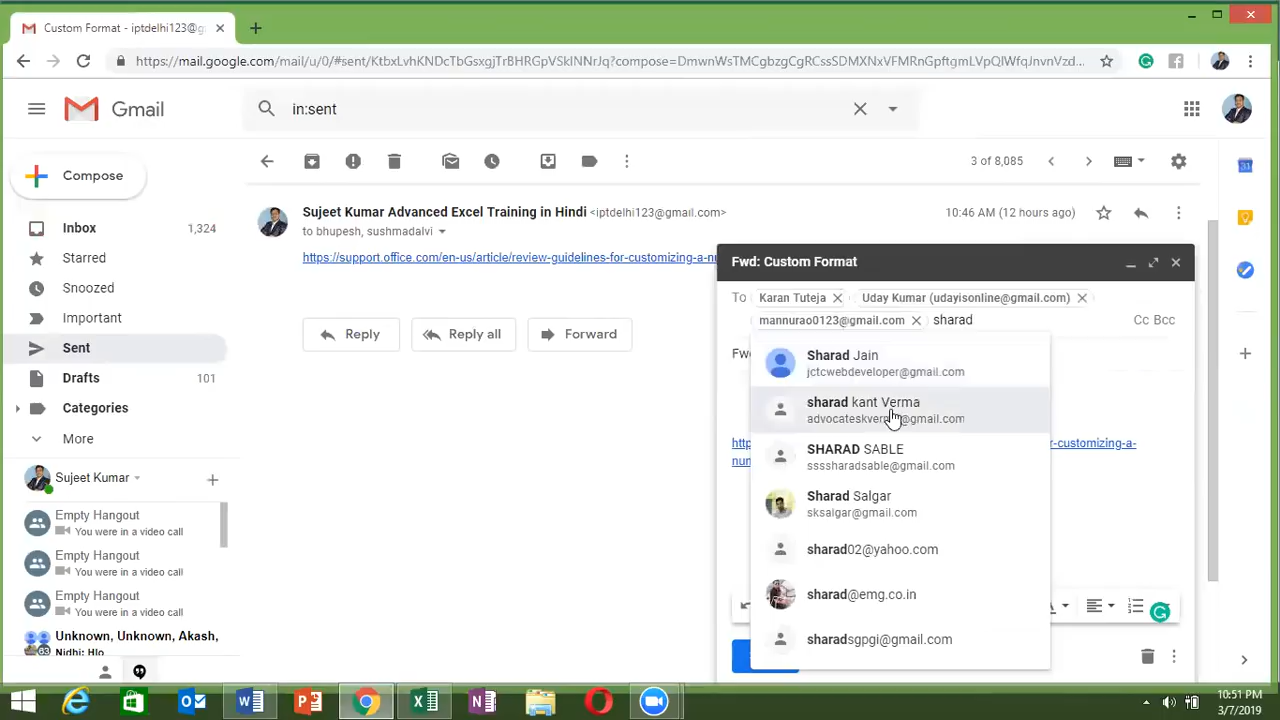 Custom Format - iptdelhi123@g
https://mail.google.com/mail/u/0/#sent/KtbxLvhKNDcTbGsxgjTrBHRGpVSklNNrJq?compose=DmwnWsTMCgbzgCgRCssSDMXNxVFMRnGpftgmLVpQlWfqJnvnVzd...
Gmail
in:sent
3 of 8,085
Compose
Sujeet Kumar Advanced Excel Training in Hindi <iptdelhi123@gmail.com>
10:46 AM (12 hours ago)
to bhupesh, sushmadalvi
Inbox 1,324
Starred
Snoozed
Important
Sent
Drafts 101
Categories
More
https://support.office.com/en-us/article/review-guidelines-for-customizing-a-nu
Reply
Reply all
Forward
Fwd: Custom Format
To Karan Tuteja Uday Kumar (udayisonline@gmail.com)
mannurao0123@gmail.com sharad
Cc Bcc
Fwd
Sharad Jain
jctcwebdeveloper@gmail.com
sharad kant Verma
SHARAD SABLE
ssssharadsable@gmail.com
Sharad Salgar
sksalgar@gmail.com
sharad02@yahoo.com
sharad@emg.co.in
sharadsgpgi@gmail.com
http -customizing-a-
num
Sujeet Kumar
Empty Hangout
You were in a video call
Empty Hangout
You were in a video call
Empty Hangout
You were in a video call
Unknown, Unknown, Akash,
Nidhi: Hlo
10:51 PM
3/7/2019